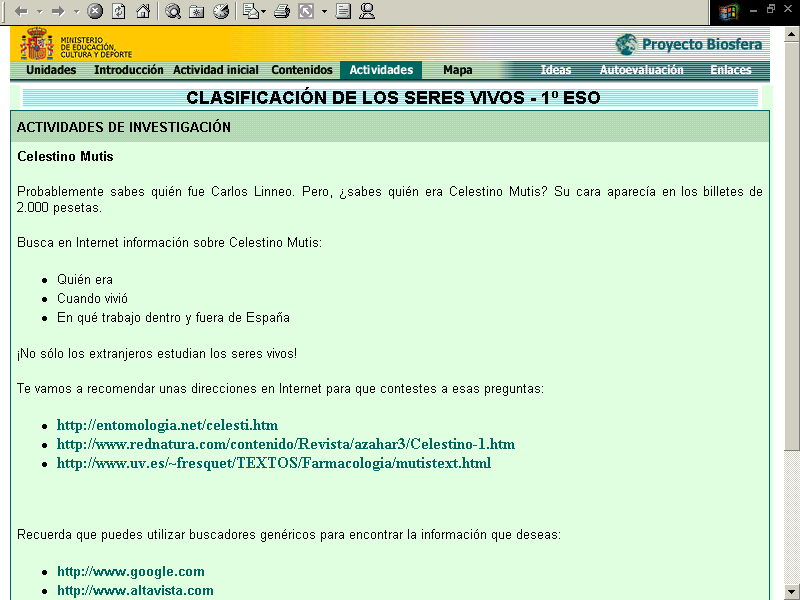 MINISTERIO
DE EDUCACIÓN,
CULTURA Y DEPORTE
Proyecto Biosfera
Unidades Introducción Actividad inicial Contenidos Actividades Mapa Ideas Autoevaluación Enlaces
CLASIFICACIÓN DE LOS SERES VIVOS - 1º ESO
ACTIVIDADES DE INVESTIGACIÓN
Celestino Mutis
Probablemente sabes quién fue Carlos Linneo. Pero, ¿sabes quién era Celestino Mutis? Su cara aparecía en los billetes de
2.000 pesetas.
Busca en Internet información sobre Celestino Mutis:
Quién era
Cuando vivió
En qué trabajo dentro y fuera de España
¡No sólo los extranjeros estudian los seres vivos!
Te vamos a recomendar unas direcciones en Internet para que contestes a esas preguntas:
http://entomologia.net/celesti.htm
http://www.rednatura.com/contenido/Revista/azahar3/Celestino-1.htm
http://www.uv.es/~fresquet/TEXTOS/Farmacologia/mutistext.html
Recuerda que puedes utilizar buscadores genéricos para encontrar la información que deseas:
http://www.google.com
http://www.altavista.com